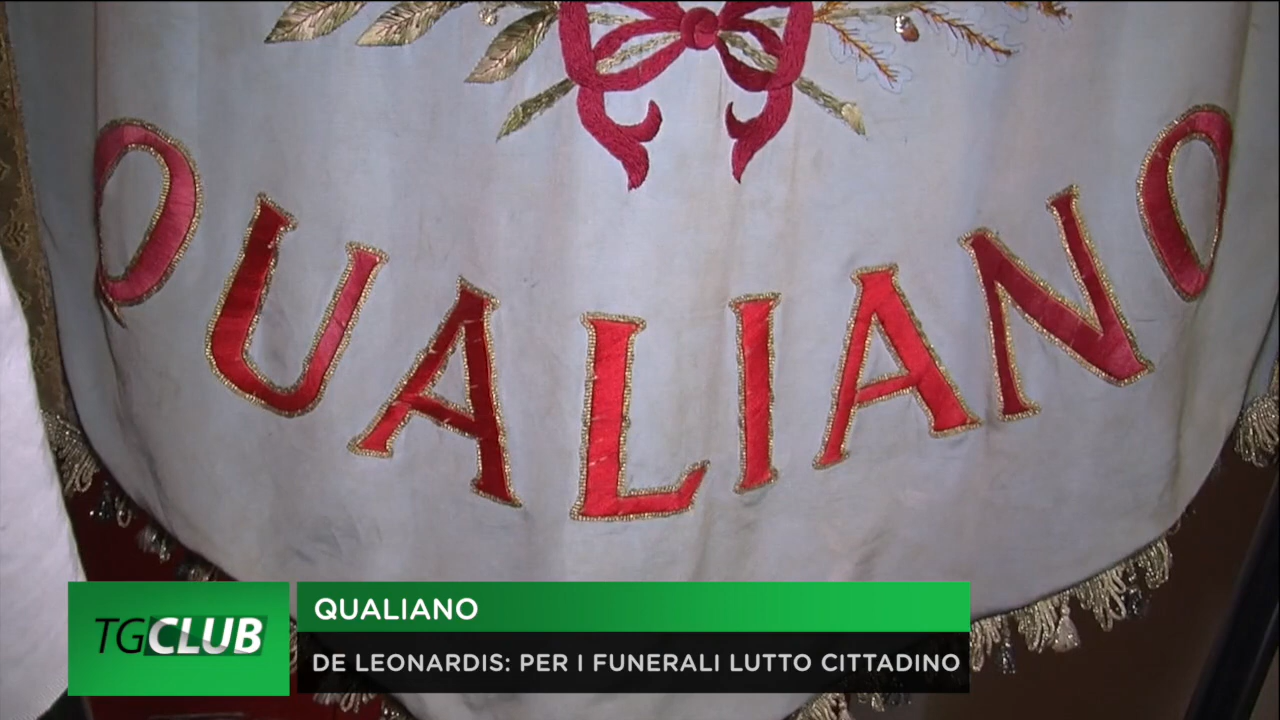 QUALIANO
TGCLUB
QUALIANO
DE LEONARDIS: PER I FUNERALI LUTTO CITTADINO